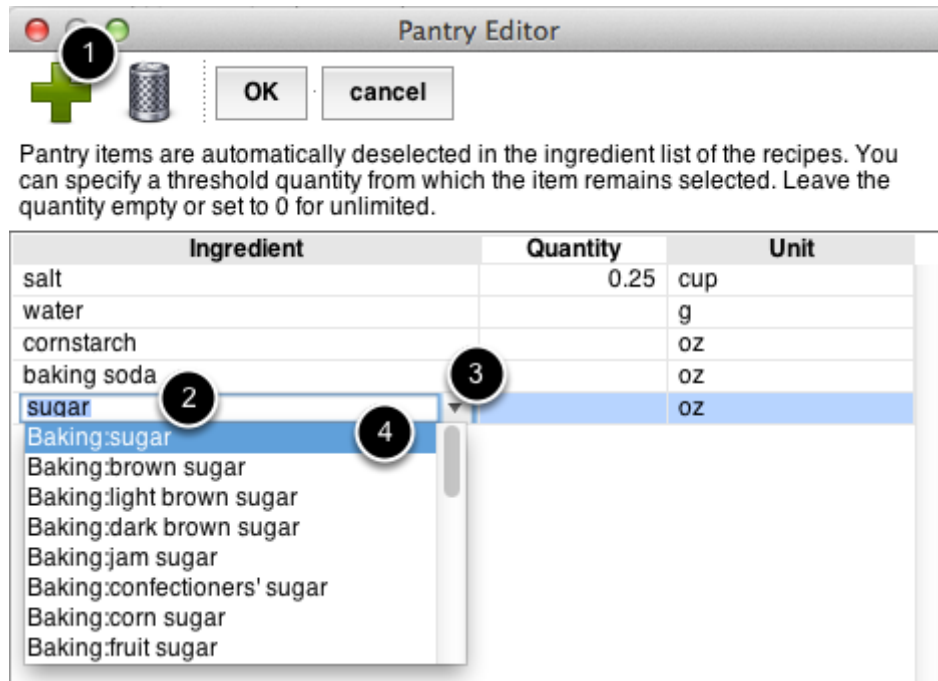 Pantry Editor
1
OK cancel
Pantry items are automatically deselected in the ingredient list of the recipes. You
can specify a threshold quantity from which the item remains selected. Leave the
quantity empty or set to 0 for unlimited.
Ingredient Quantity Unit
salt 0.25 cup
water g
cornstarch oz
baking soda 3 oz
sugar 2 oz
Baking:sugar 4
Baking:brown sugar
Baking:light brown sugar
Baking:dark brown sugar
Baking:jam sugar
Baking:confectioners' sugar
Baking:corn sugar
Baking:fruit sugar